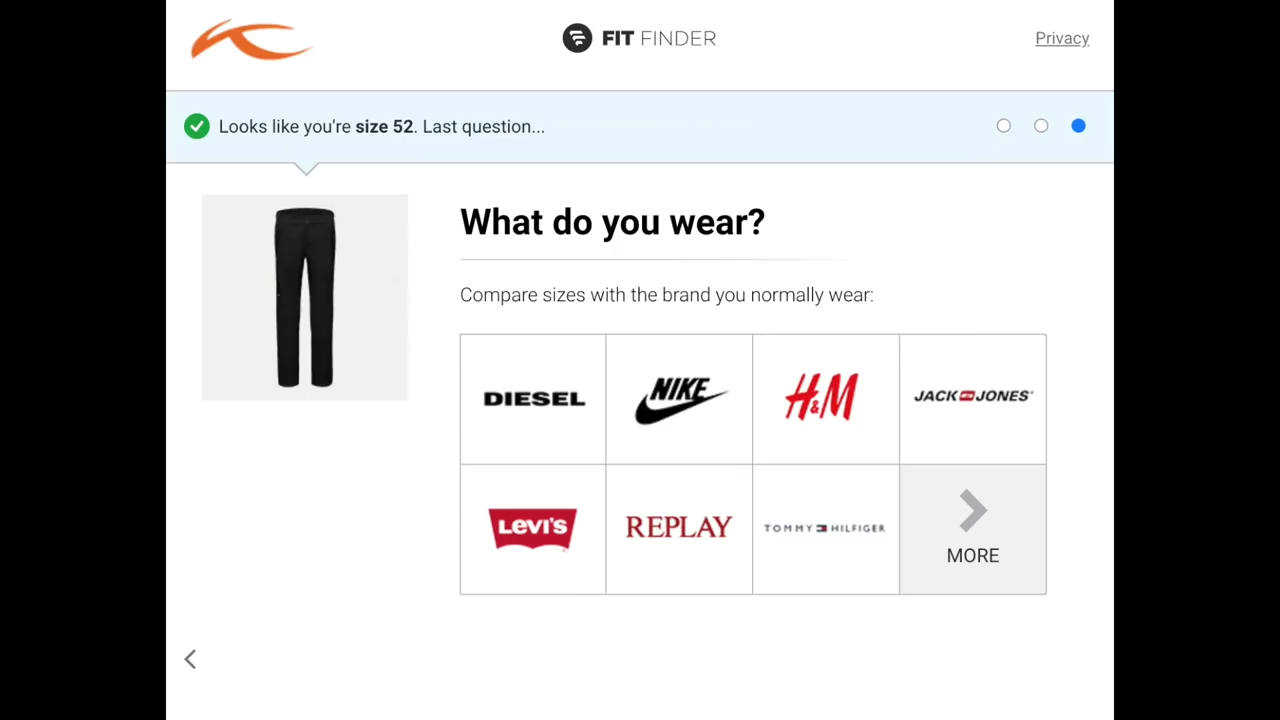 FIT FINDER
Privacy
Looks like you're size 52. Last question...
What do you wear?
Compare sizes with the brand you normally wear:
DIESEL
NIKE
H&M
JACK JONES
LEVI'S
REPLAY
TOMMY HILFIGER
MORE